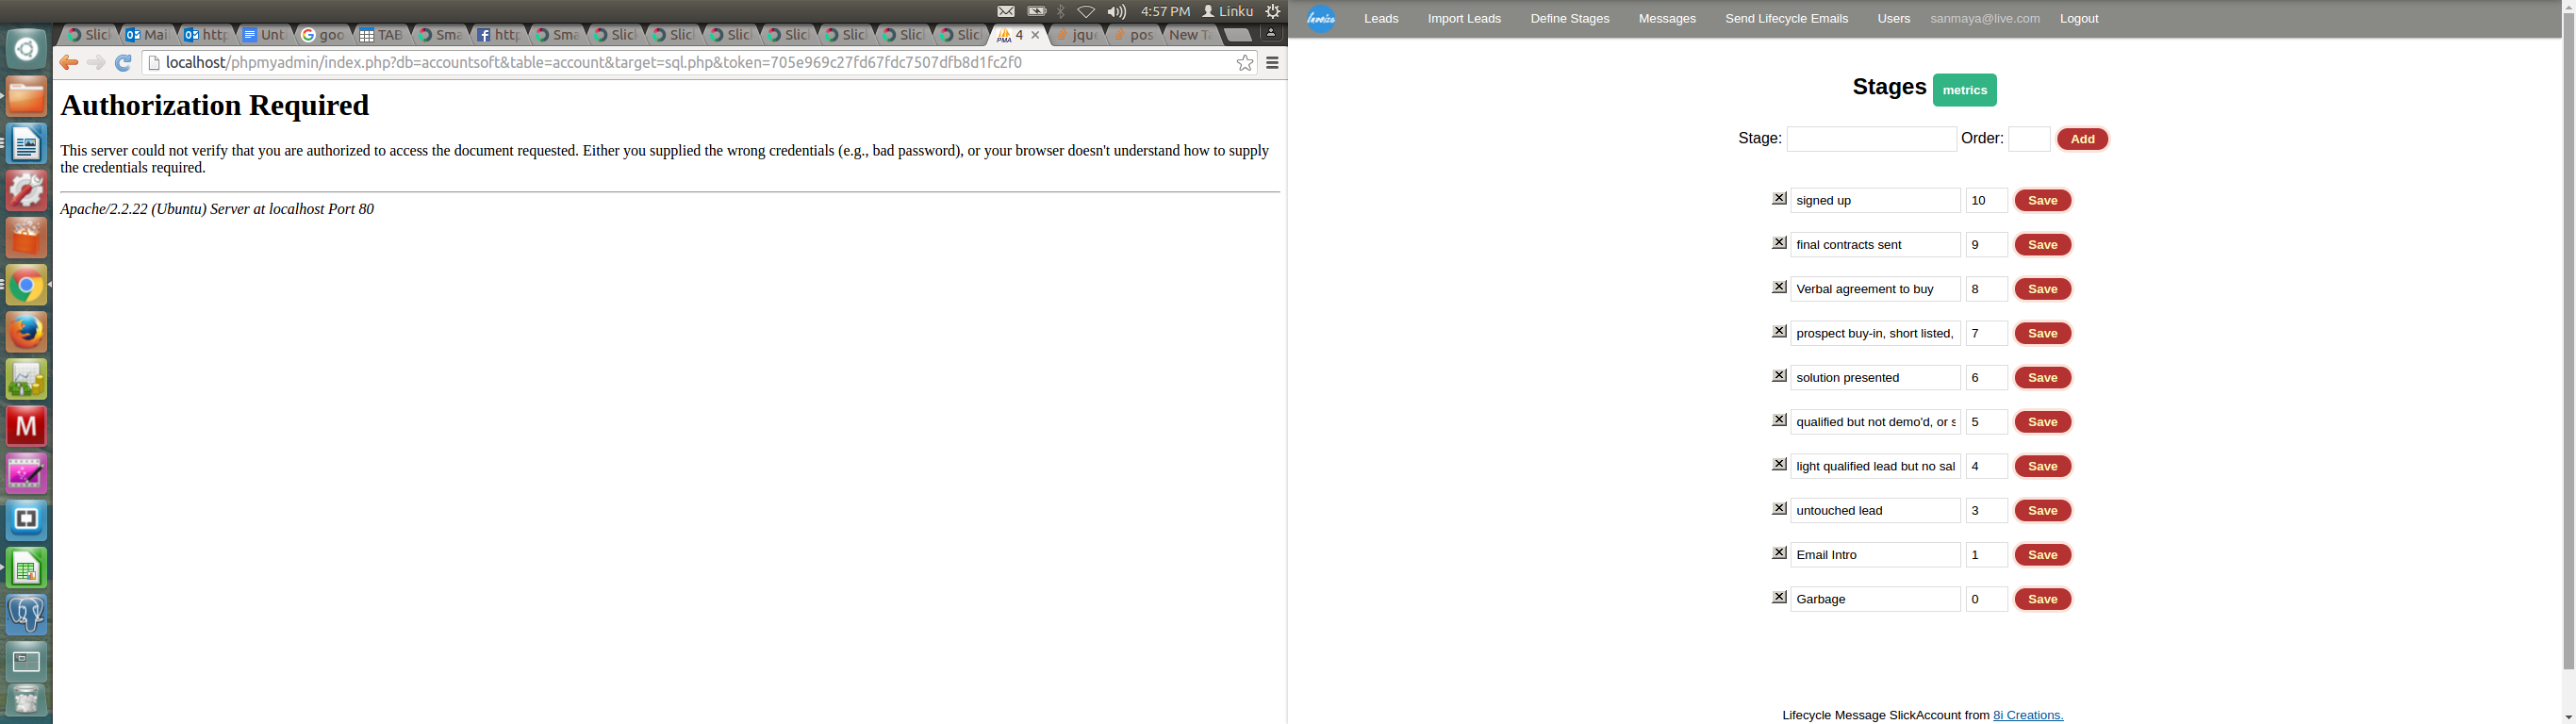 4:57 PM Linku
Slic Mai http Unt goo TAB Sma http Sma Slic Slic Slic Slic Slic Slic Slic PMA 4 jque pos New Ta
localhost/phpmyadmin/index.php?db=accountsoft&table=account&target=sql.php&token=705e969c27fd67fdc7507dfb8d1fc2f0
Authorization Required
This server could not verify that you are authorized to access the document requested. Either you supplied the wrong credentials (e.g., bad password), or your browser doesn't understand how to supply
the credentials required.
Apache/2.2.22 (Ubuntu) Server at localhost Port 80
Leads Import Leads Define Stages Messages Send Lifecycle Emails Users sanmaya@live.com Logout
Stages metrics
Stage: Order: Add
signed up 10 Save
final contracts sent 9 Save
Verbal agreement to buy 8 Save
prospect buy-in, short listed, 7 Save
solution presented 6 Save
qualified but not demo'd, or s 5 Save
light qualified lead but no sal 4 Save
untouched lead 3 Save
Email Intro 1 Save
Garbage 0 Save
Lifecycle Message SlickAccount from 8i Creations.